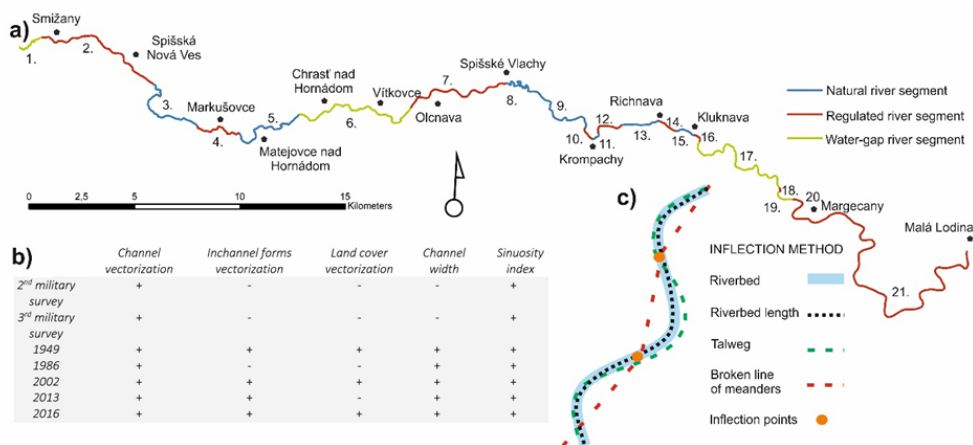 a)
Smižany
1.
2.
Spišská
Nová Ves
3.
Markušovce
4.
5.
Matejovce nad
Hornádom
Chrasť nad
Hornádom
6.
Vítkovce
7.
Olcnava
Spišské Vlachy
8.
9.
10.
11.
Krompachy
12.
Richnava
13.
14.
15.
Kluknava
16.
17.
18.
19.
20
Margecany
Malá Lodina
21.
Natural river segment
Regulated river segment
Water-gap river segment
0 2,5 5 10 15
Kilometers
b)
Channel vectorization Inchannel forms vectorization Land cover vectorization Channel width Sinuosity index
2nd military survey + - - - +
3rd military survey + - - - +
1949 + + + + +
1986 + - - + +
2002 + + + + +
2013 + + - + +
2016 + + + + +
c)
INFLECTION METHOD
Riverbed
Riverbed length
Talweg
Broken line
of meanders
Inflection points